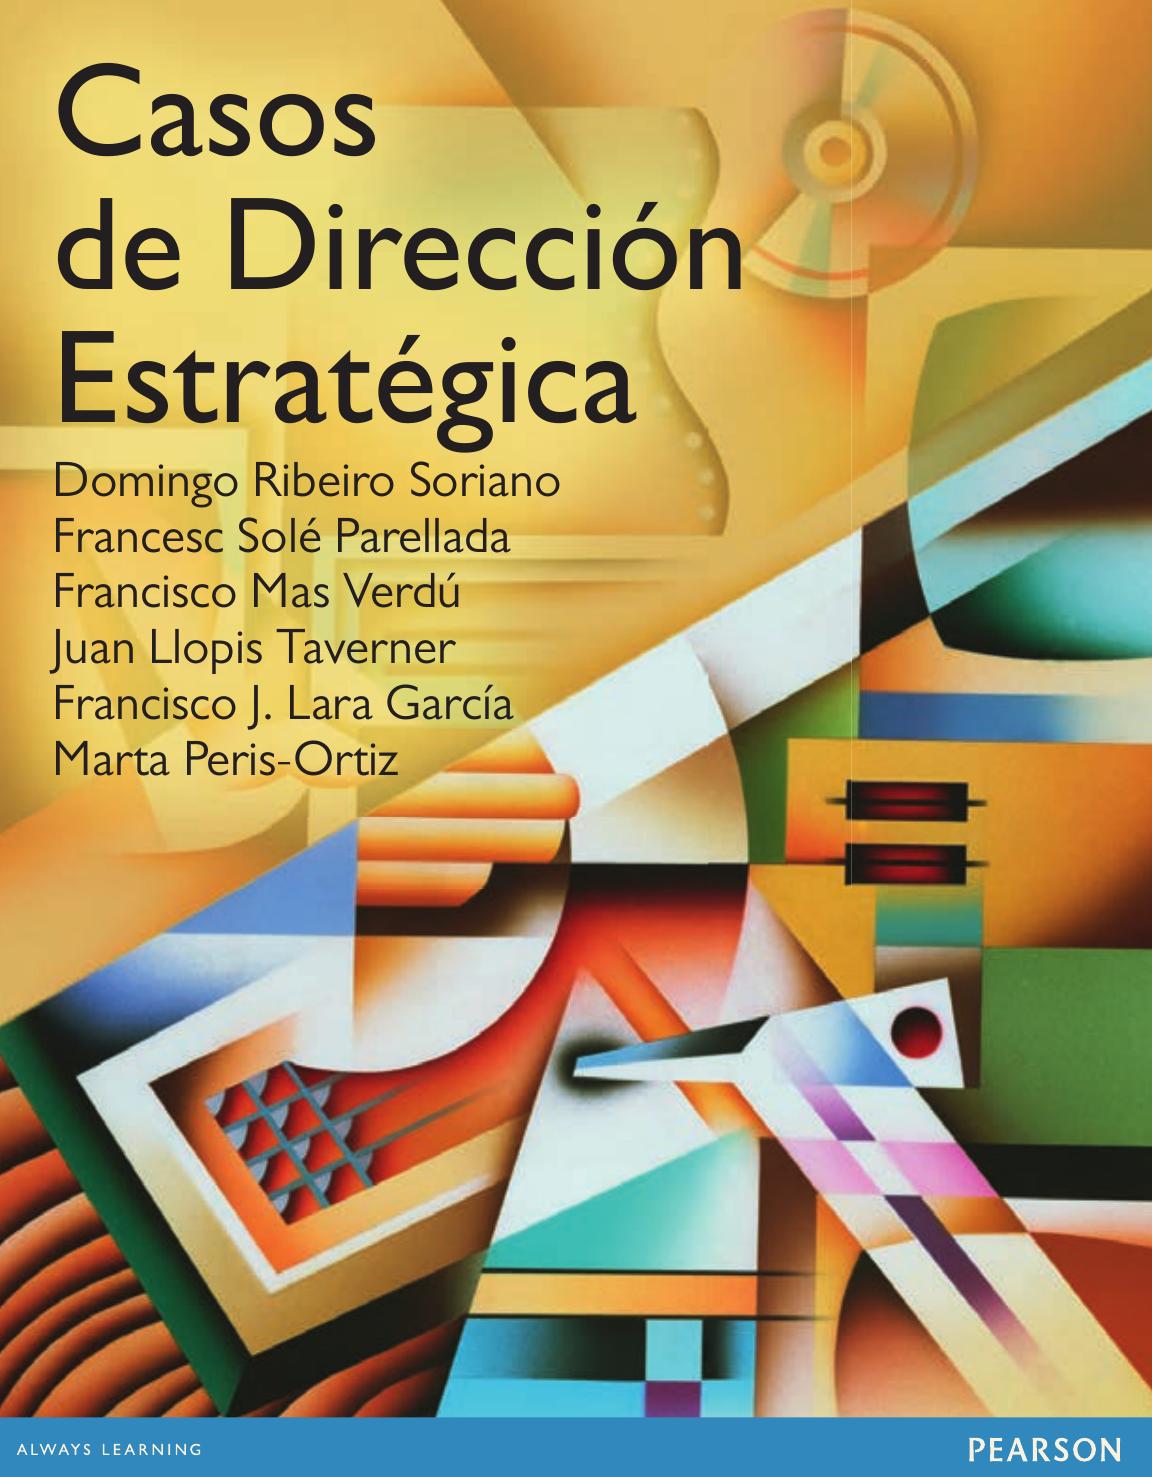 Casos
de Dirección
Estratégica
Domingo Ribeiro Soriano
Francesc Solé Parellada
Francisco Mas Verdú
Juan Llopis Taverner
Francisco J. Lara García
Marta Peris-Ortiz
ALWAYS LEARNING
PEARSON